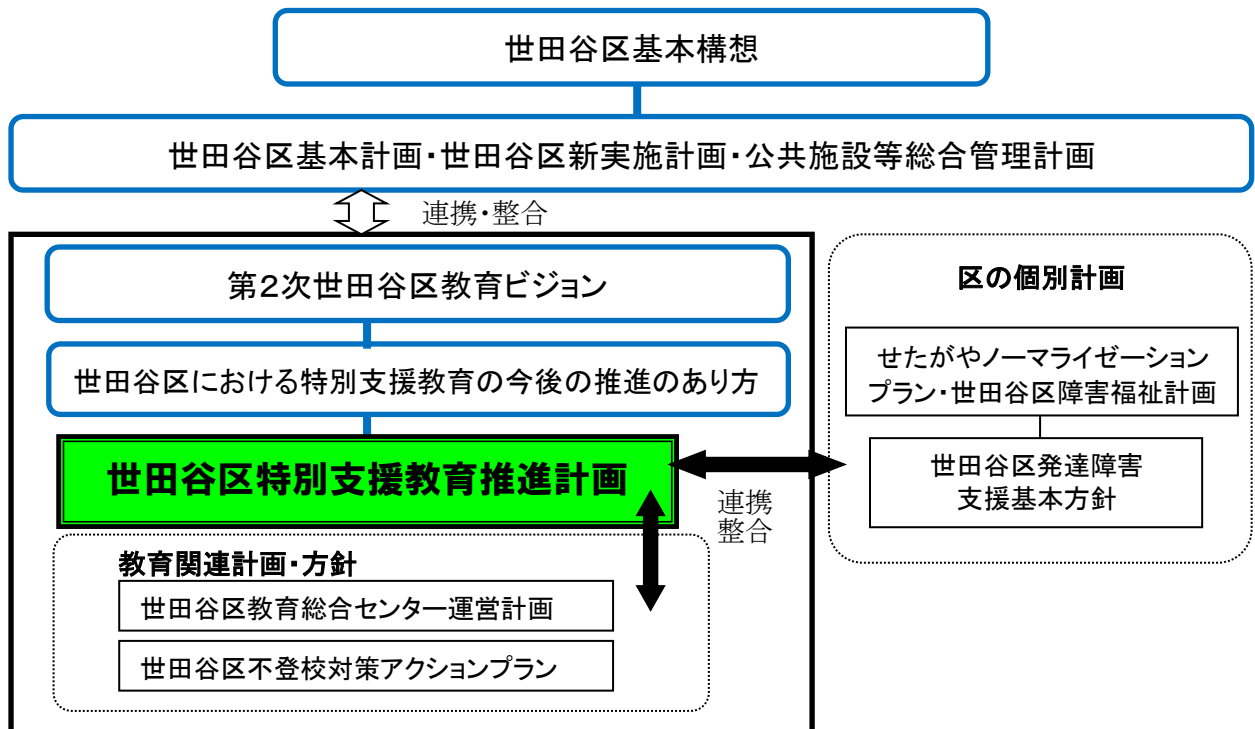 世田谷区基本構想
世田谷区基本計画・世田谷区新実施計画・公共施設等総合管理計画
連携・整合
第2次世田谷区教育ビジョン
世田谷区における特別支援教育の今後の推進のあり方
世田谷区特別支援教育推進計画
連携
整合
教育関連計画・方針
世田谷区教育総合センター運営計画
世田谷区不登校対策アクションプラン
区の個別計画
せたがやノーマライゼーション
プラン・世田谷区障害福祉計画
世田谷区発達障害
支援基本方針